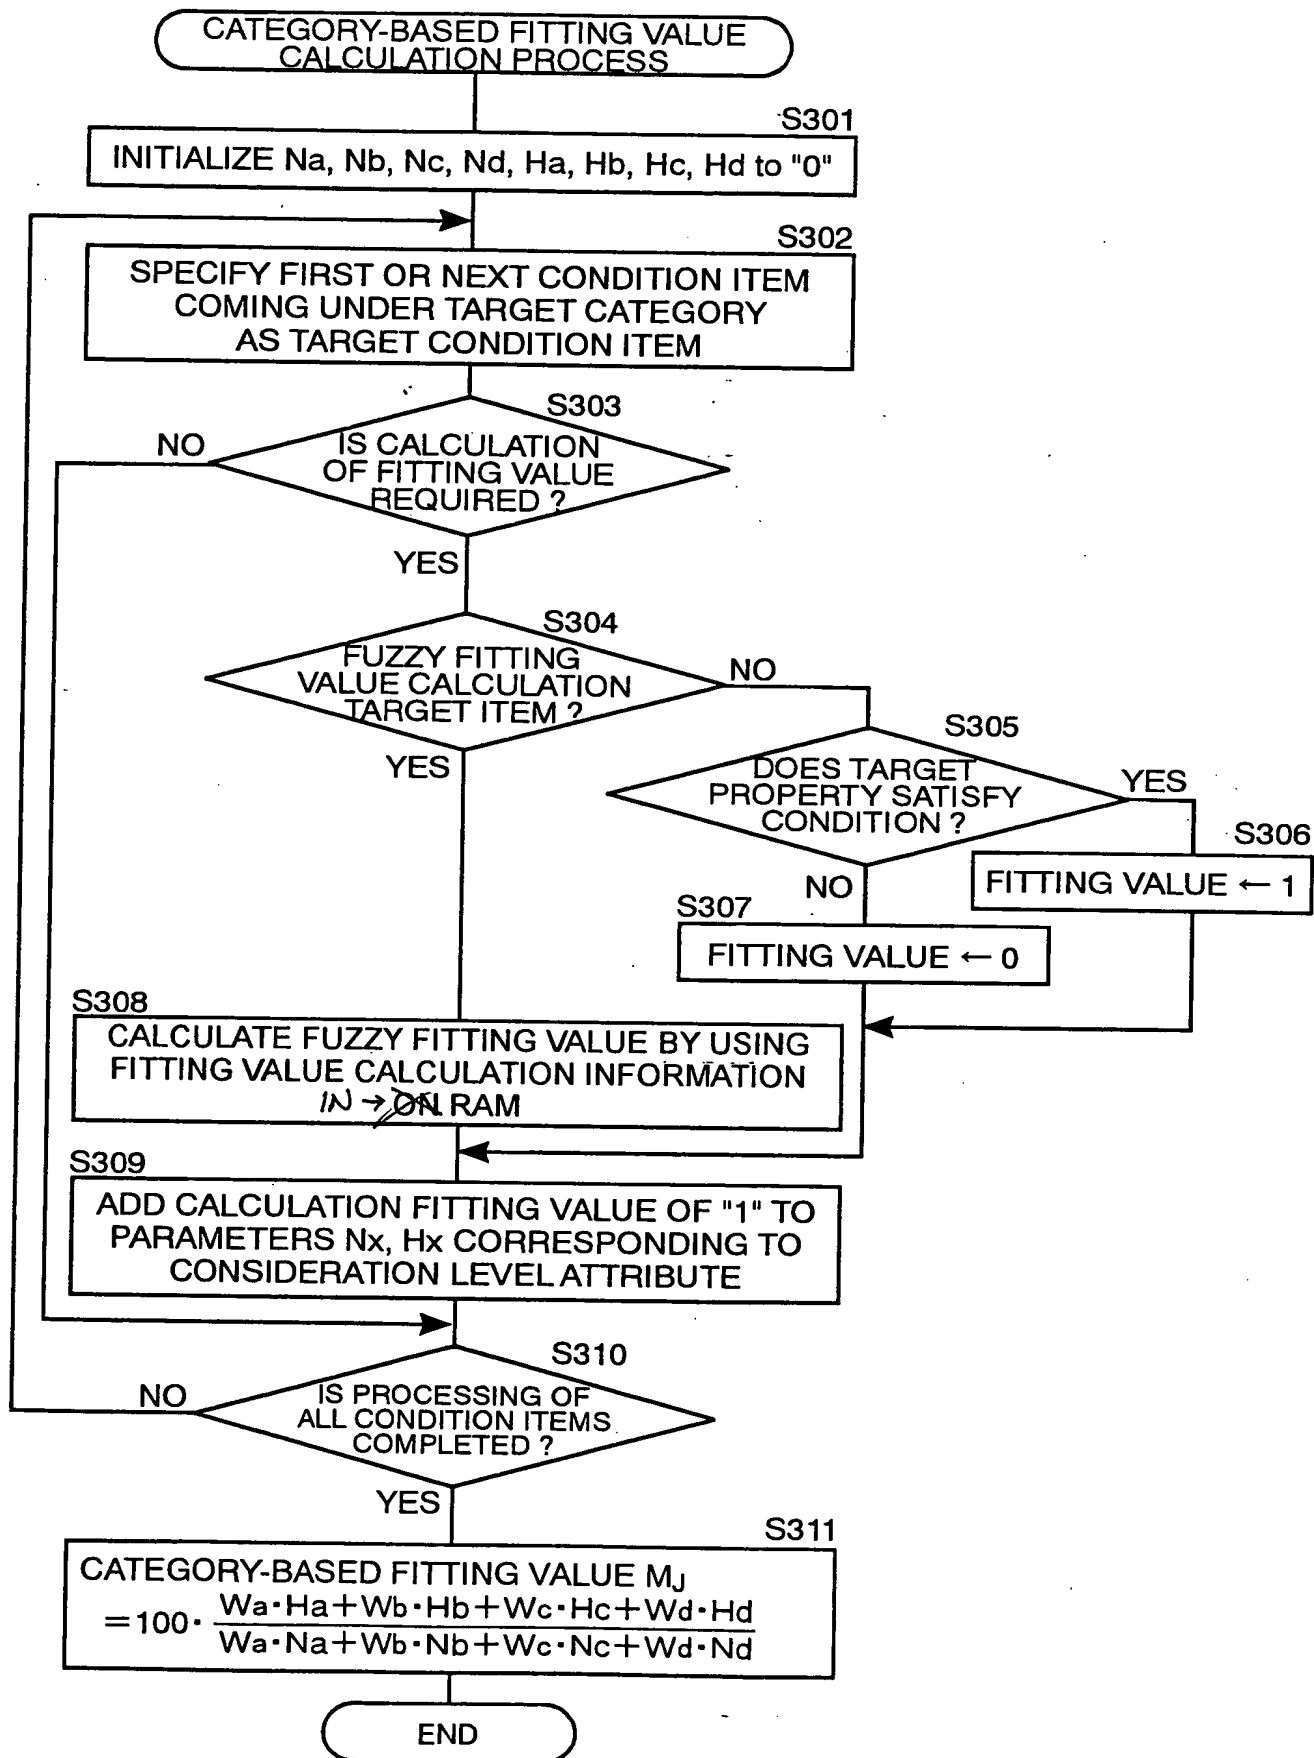 CATEGORY-BASED FITTING VALUE
CALCULATION PROCESS
S301
INITIALIZE Na, Nb, Nc, Nd, Ha, Hb, Hc, Hd to "0"
S302
SPECIFY FIRST OR NEXT CONDITION ITEM
COMING UNDER TARGET CATEGORY
AS TARGET CONDITION ITEM
S303
NO
IS CALCULATION
OF FITTING VALUE
REQUIRED ?
YES
S304
FUZZY FITTING
VALUE CALCULATION
TARGET ITEM ?
NO
YES
S305
DOES TARGET
PROPERTY SATISFY
CONDITION ?
YES
S306
FITTING VALUE ← 1
NO
S307
FITTING VALUE ← 0
S308
CALCULATE FUZZY FITTING VALUE BY USING
FITTING VALUE CALCULATION INFORMATION
IN → ON RAM
S309
ADD CALCULATION FITTING VALUE OF "1" TO
PARAMETERS Nx, Hx CORRESPONDING TO
CONSIDERATION LEVEL ATTRIBUTE
S310
NO
IS PROCESSING OF
ALL CONDITION ITEMS
COMPLETED ?
YES
S311
CATEGORY-BASED FITTING VALUE MJ
=100· Wa·Ha+Wb·Hb+Wc·Hc+Wd·Hd
Wa·Na+Wb·Nb+Wc·Nc+Wd·Nd
END